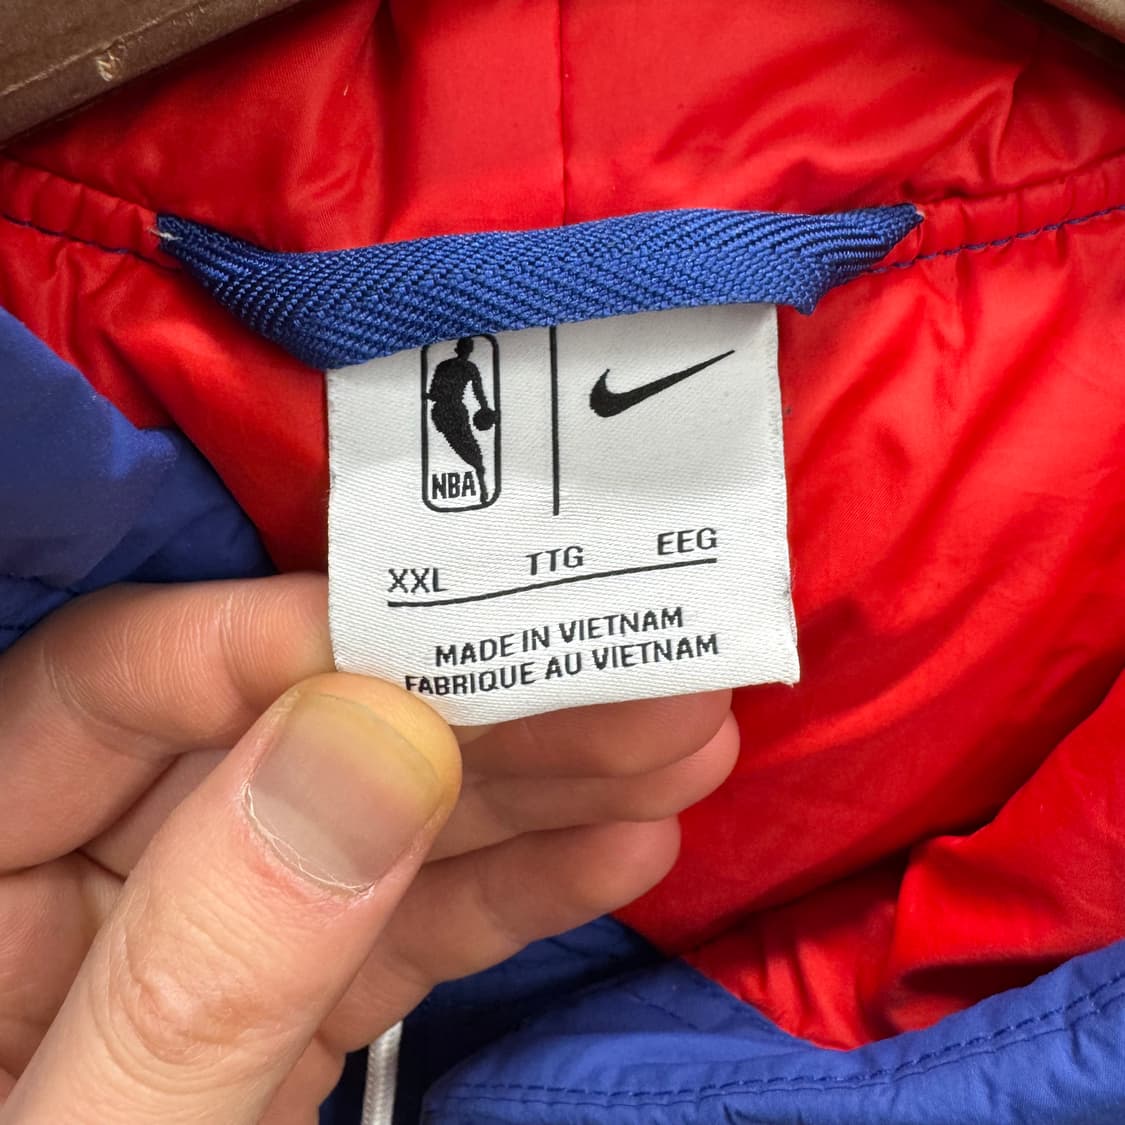 NBA
XXL TTG EEG
MADE IN VIETNAM
FABRIQUE AU VIETNAM